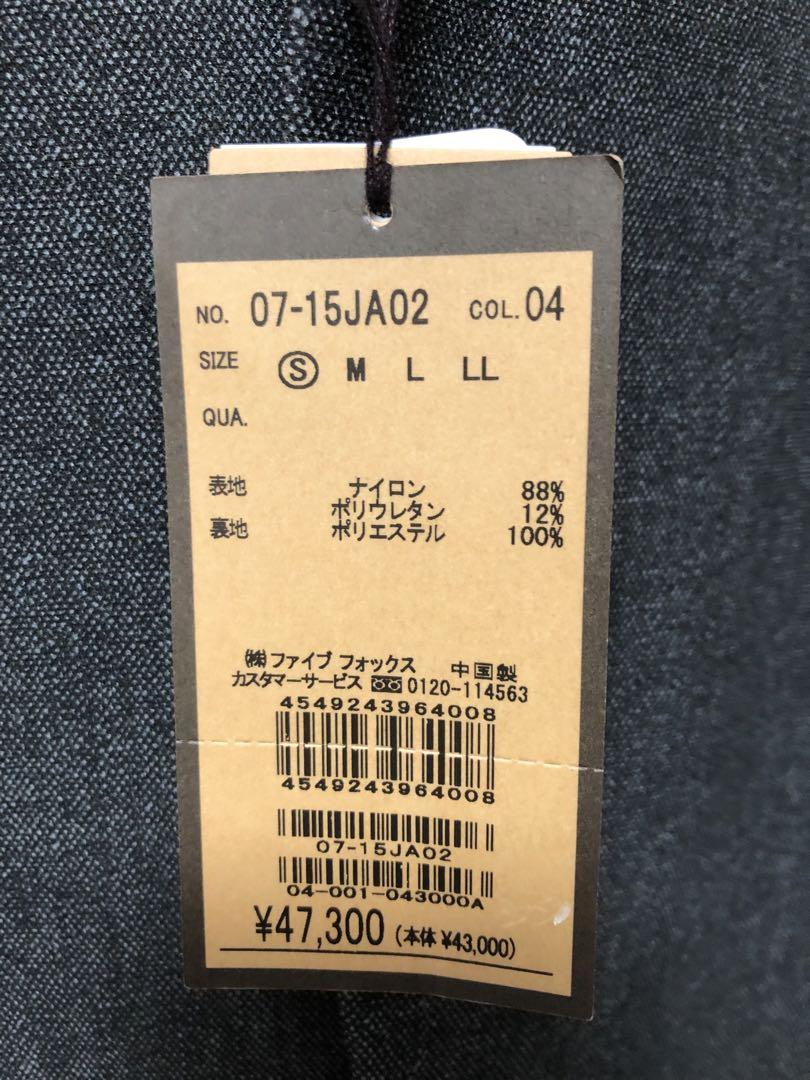 NO. 07-15JA02 COL.04
SIZE Ⓢ M L LL
QUA.
表地 ナイロン 88%
ポリウレタン 12%
裏地 ポリエステル 100%
㈱ファイブ フォックス 中国製
カスタマーサービス 0120-114563
4549243964008
4549243964008
07-15JA02
04-001-043000A
¥47,300 (本体 ¥43,000)